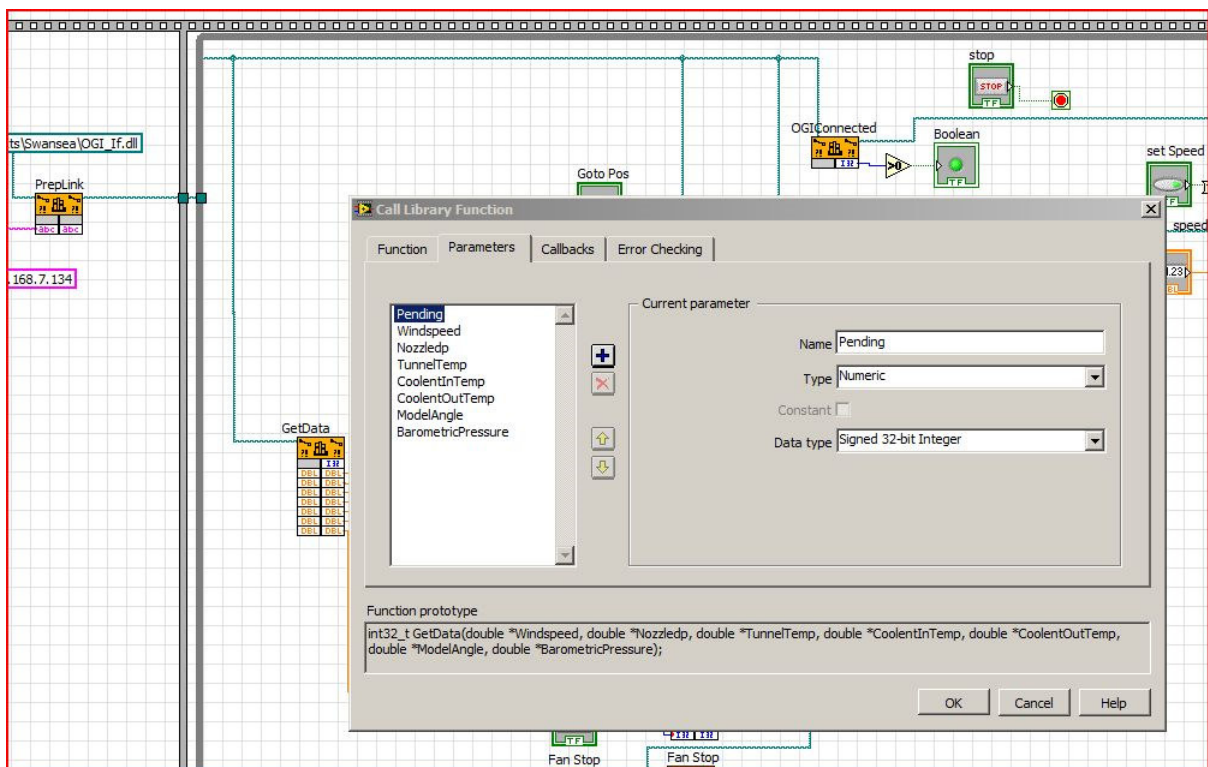 stop
STOP
TF
OGIConnected
I32
>0
Boolean
TF
ts\Swansea\OGI_If.dll
set Speed
PrepLink
abc abc
Goto Pos
speed
.168.7.134
1.23
Call Library Function
Function Parameters Callbacks Error Checking
Pending
Windspeed
Nozzledp
TunnelTemp
CoolentInTemp
CoolentOutTemp
ModelAngle
BarometricPressure
Current parameter
Name Pending
Type Numeric
Constant
Data type Signed 32-bit Integer
GetData
I32
DBL DBL
DBL DBL
DBL DBL
DBL DBL
DBL DBL
DBL DBL
DBL DBL
Function prototype
int32_t GetData(double *Windspeed, double *Nozzledp, double *TunnelTemp, double *CoolentInTemp, double *CoolentOutTemp,
double *ModelAngle, double *BarometricPressure);
OK Cancel Help
TF
I32 I32
Fan Stop
Fan Stop